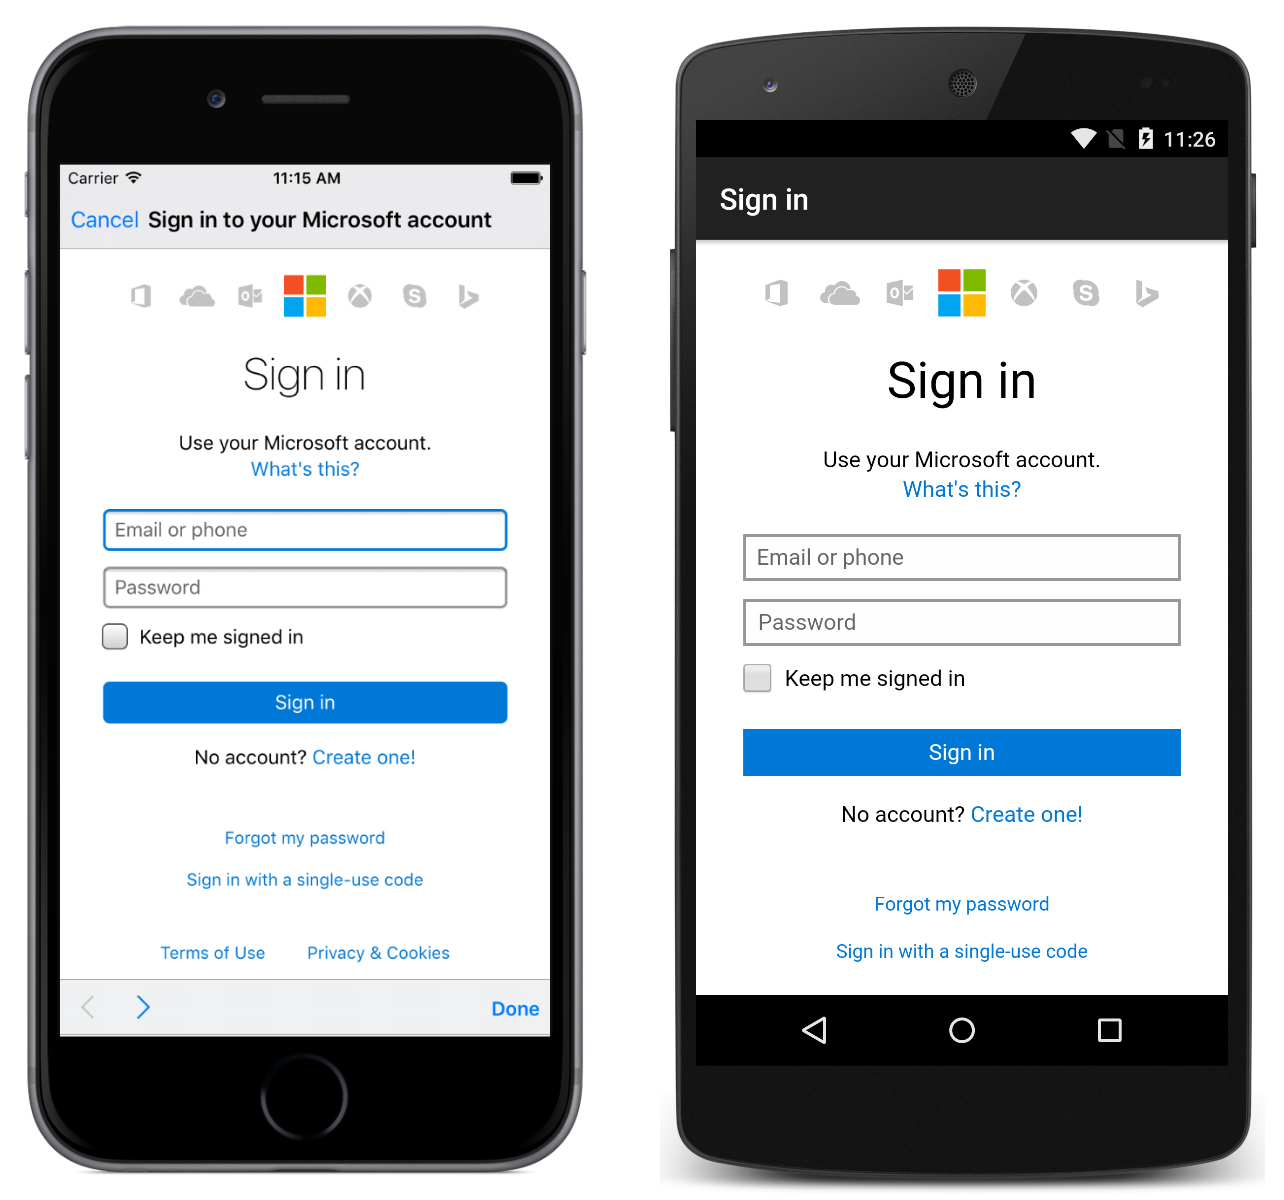 Carrier 11:15 AM
Cancel Sign in to your Microsoft account
Sign in
Use your Microsoft account.
What's this?
Email or phone
Password
Keep me signed in
Sign in
No account? Create one!
Forgot my password
Sign in with a single-use code
Terms of Use Privacy & Cookies
Done
11:26
Sign in
Sign in
Use your Microsoft account.
What's this?
Email or phone
Password
Keep me signed in
Sign in
No account? Create one!
Forgot my password
Sign in with a single-use code